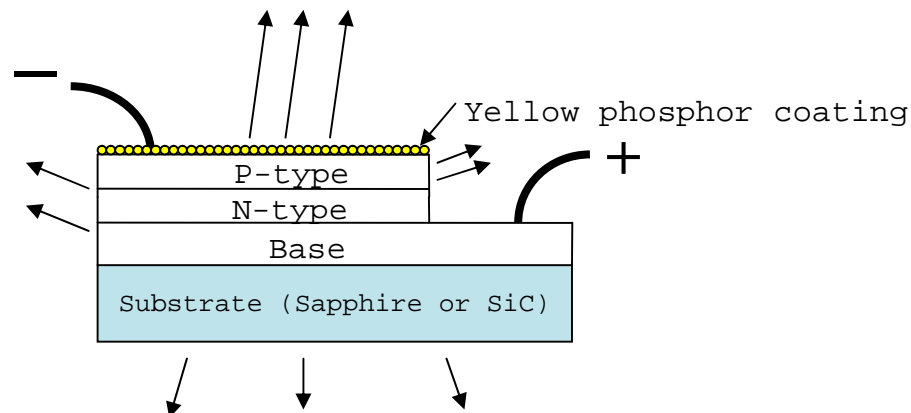 −
Yellow phosphor coating
+
P-type
N-type
Base
Substrate (Sapphire or SiC)